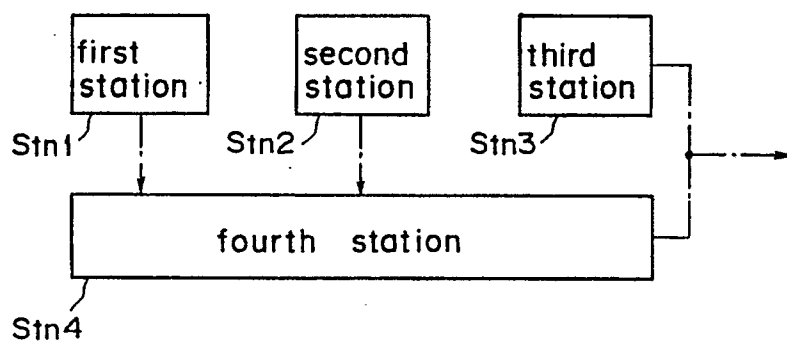 first
station
second
station
third
station
Stn1
Stn2
Stn3
fourth station
Stn4